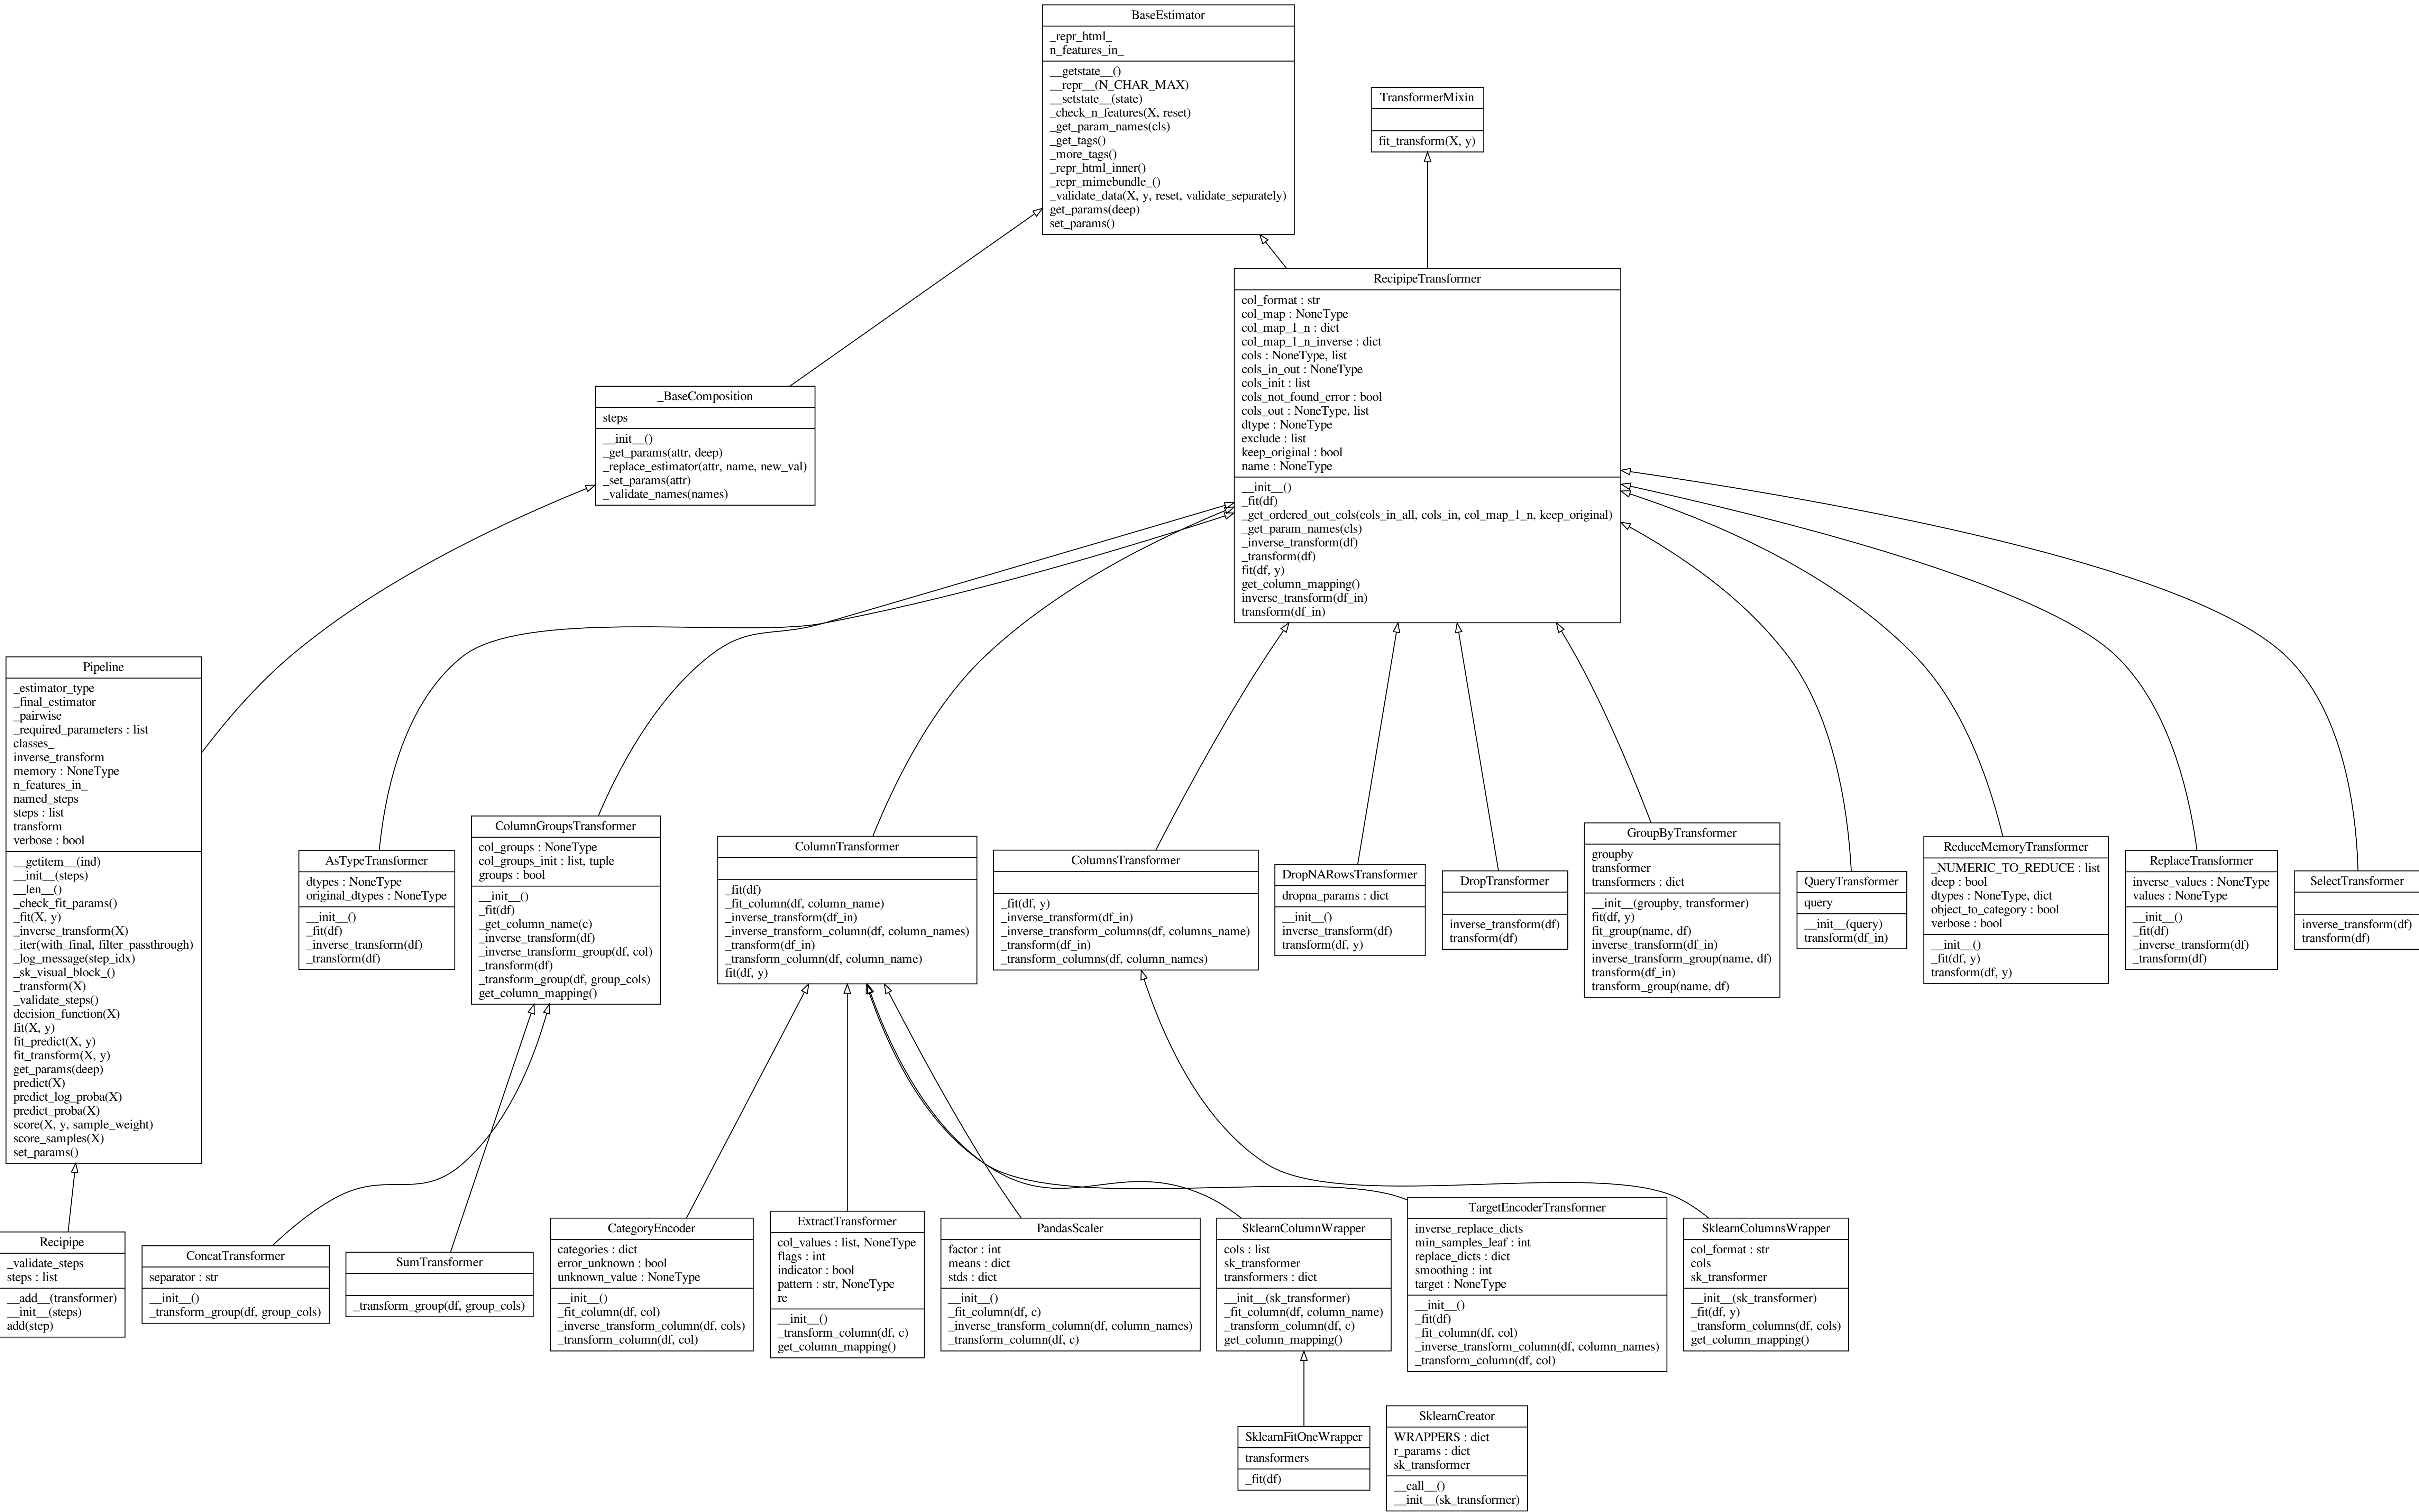 BaseEstimator
_repr_html_
n_features_in_
__getstate__()
__repr__(N_CHAR_MAX)
__setstate__(state)
_check_n_features(X, reset)
_get_param_names(cls)
_get_tags()
_more_tags()
_repr_html_inner()
_repr_mimebundle_()
_validate_data(X, y, reset, validate_separately)
get_params(deep)
set_params()
TransformerMixin
fit_transform(X, y)
RecipipeTransformer
col_format : str
col_map : NoneType
col_map_1_n : dict
col_map_1_n_inverse : dict
cols : NoneType, list
cols_in_out : NoneType
cols_init : list
cols_not_found_error : bool
cols_out : NoneType, list
dtype : NoneType
exclude : list
keep_original : bool
name : NoneType
__init__()
_fit(df)
_get_ordered_out_cols(cols_in_all, cols_in, col_map_1_n, keep_original)
_get_param_names(cls)
_inverse_transform(df)
_transform(df)
fit(df, y)
get_column_mapping()
inverse_transform(df_in)
transform(df_in)
_BaseComposition
steps
__init__()
_get_params(attr, deep)
_replace_estimator(attr, name, new_val)
_set_params(attr)
_validate_names(names)
Pipeline
_estimator_type
_final_estimator
_pairwise
_required_parameters : list
classes_
inverse_transform
memory : NoneType
n_features_in_
named_steps
steps : list
transform
verbose : bool
__getitem__(ind)
__init__(steps)
__len__()
_check_fit_params()
_fit(X, y)
_inverse_transform(X)
_iter(with_final, filter_passthrough)
_log_message(step_idx)
_sk_visual_block_()
_transform(X)
_validate_steps()
decision_function(X)
fit(X, y)
fit_predict(X, y)
fit_transform(X, y)
get_params(deep)
predict(X)
predict_log_proba(X)
predict_proba(X)
score(X, y, sample_weight)
score_samples(X)
set_params()
AsTypeTransformer
dtypes : NoneType
original_dtypes : NoneType
__init__()
_fit(df)
_inverse_transform(df)
_transform(df)
ColumnGroupsTransformer
col_groups : NoneType
col_groups_init : list, tuple
groups : bool
__init__()
_fit(df)
_get_column_name(c)
_inverse_transform(df)
_inverse_transform_group(df, col)
_transform(df)
_transform_group(df, group_cols)
get_column_mapping()
ColumnTransformer
_fit(df)
_fit_column(df, column_name)
_inverse_transform(df_in)
_inverse_transform_column(df, column_names)
_transform(df_in)
_transform_column(df, column_name)
fit(df, y)
ColumnsTransformer
_fit(df, y)
_inverse_transform(df_in)
_inverse_transform_columns(df, columns_name)
_transform(df_in)
_transform_columns(df, column_names)
DropNARowsTransformer
dropna_params : dict
__init__()
inverse_transform(df)
transform(df, y)
DropTransformer
inverse_transform(df)
transform(df)
GroupByTransformer
groupby
transformer
transformers : dict
__init__(groupby, transformer)
fit(df, y)
fit_group(name, df)
inverse_transform(df_in)
inverse_transform_group(name, df)
transform(df_in)
transform_group(name, df)
QueryTransformer
query
__init__(query)
transform(df_in)
ReduceMemoryTransformer
_NUMERIC_TO_REDUCE : list
deep : bool
dtypes : NoneType, dict
object_to_category : bool
verbose : bool
__init__()
_fit(df, y)
transform(df, y)
ReplaceTransformer
inverse_values : NoneType
values : NoneType
__init__()
_fit(df)
_inverse_transform(df)
_transform(df)
SelectTransformer
inverse_transform(df)
transform(df)
Recipipe
_validate_steps
steps : list
__add__(transformer)
__init__(steps)
add(step)
ConcatTransformer
separator : str
__init__()
_transform_group(df, group_cols)
SumTransformer
_transform_group(df, group_cols)
CategoryEncoder
categories : dict
error_unknown : bool
unknown_value : NoneType
__init__()
_fit_column(df, col)
_inverse_transform_column(df, cols)
_transform_column(df, col)
ExtractTransformer
col_values : list, NoneType
flags : int
indicator : bool
pattern : str, NoneType
re
__init__()
_transform_column(df, c)
get_column_mapping()
PandasScaler
factor : int
means : dict
stds : dict
__init__()
_fit_column(df, c)
_inverse_transform_column(df, column_names)
_transform_column(df, c)
SklearnColumnWrapper
cols : list
sk_transformer
transformers : dict
__init__(sk_transformer)
_fit_column(df, column_name)
_transform_column(df, c)
get_column_mapping()
TargetEncoderTransformer
inverse_replace_dicts
min_samples_leaf : int
replace_dicts : dict
smoothing : int
target : NoneType
__init__()
_fit(df)
_fit_column(df, col)
_inverse_transform_column(df, column_names)
_transform_column(df, col)
SklearnColumnsWrapper
col_format : str
cols
sk_transformer
__init__(sk_transformer)
_fit(df, y)
_transform_columns(df, cols)
get_column_mapping()
SklearnFitOneWrapper
transformers
_fit(df)
SklearnCreator
WRAPPERS : dict
r_params : dict
sk_transformer
__call__()
__init__(sk_transformer)